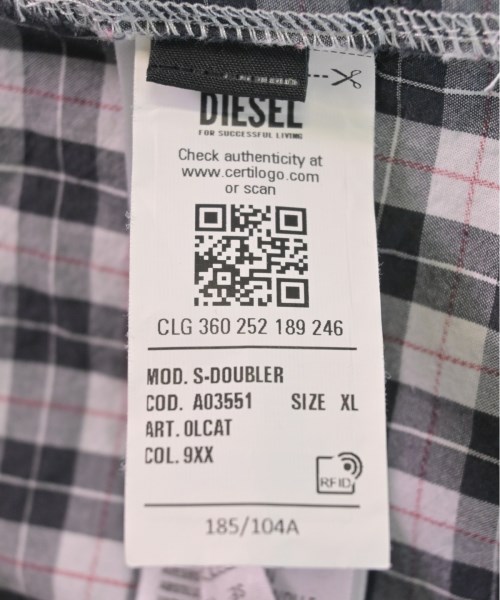 DIESEL
FOR SUCCESSFUL LIVING
Check authenticity at
www.certilogo.com
or scan
CLG 360 252 189 246
MOD. S-DOUBLER
COD. A03551 SIZE XL
ART. 0LCAT
COL. 9XX
RFID
185/104A